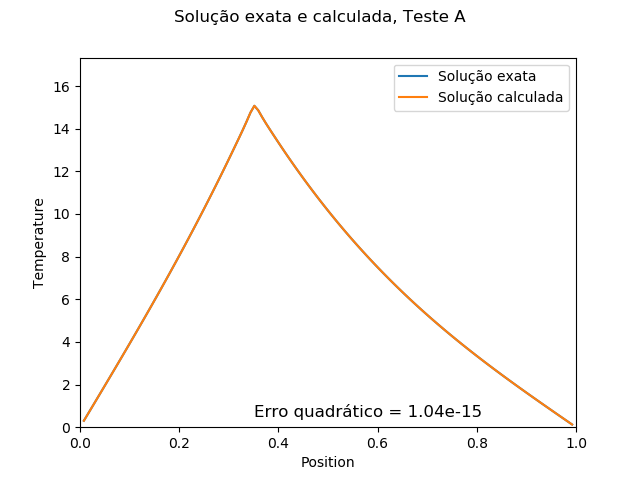 Solução exata e calculada, Teste A
Solução exata
Solução calculada
Temperature
16
14
12
10
8
6
4
2
0
Erro quadrático = 1.04e-15
0.0 0.2 0.4 0.6 0.8 1.0
Position